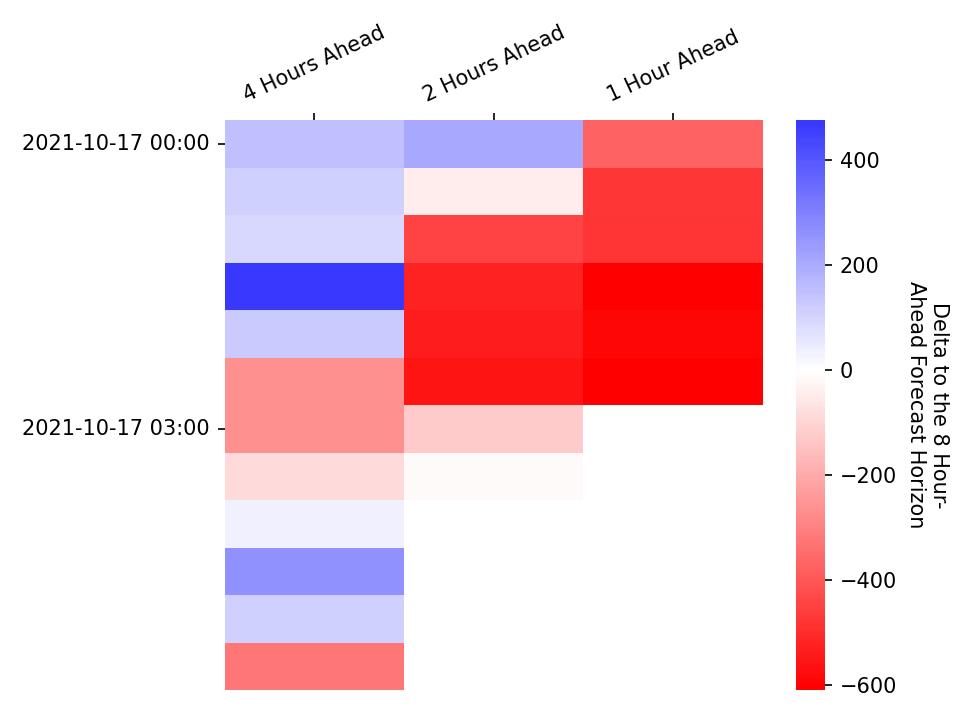 4 Hours Ahead
2 Hours Ahead
1 Hour Ahead
2021-10-17 00:00
2021-10-17 03:00
400
200
0
−200
−400
−600
Delta to the 8 Hour-
Ahead Forecast Horizon